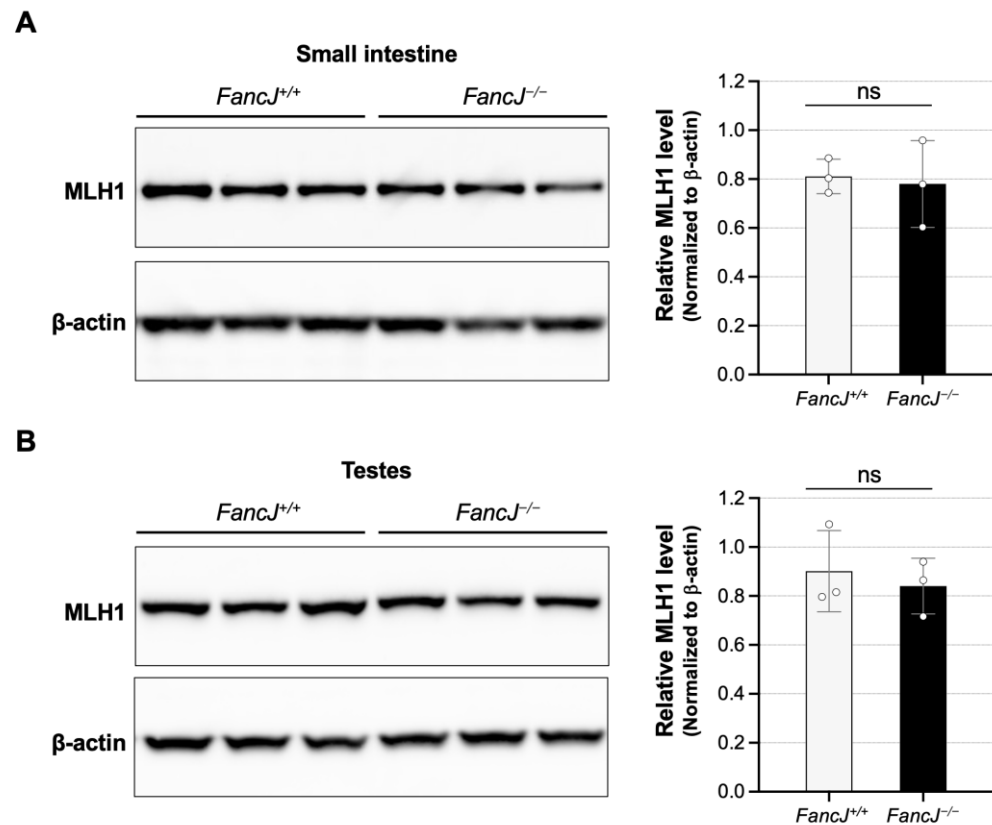 A
Small intestine
FancJ+/+ FancJ−/−
MLH1
β-actin
Relative MLH1 level
(Normalized to β-actin)
1.2
1.0
0.8
0.6
0.4
0.2
0.0
ns
FancJ+/+ FancJ−/−
B
Testes
FancJ+/+ FancJ−/−
MLH1
β-actin
Relative MLH1 level
(Normalized to β-actin)
1.2
1.0
0.8
0.6
0.4
0.2
0.0
ns
FancJ+/+ FancJ−/−